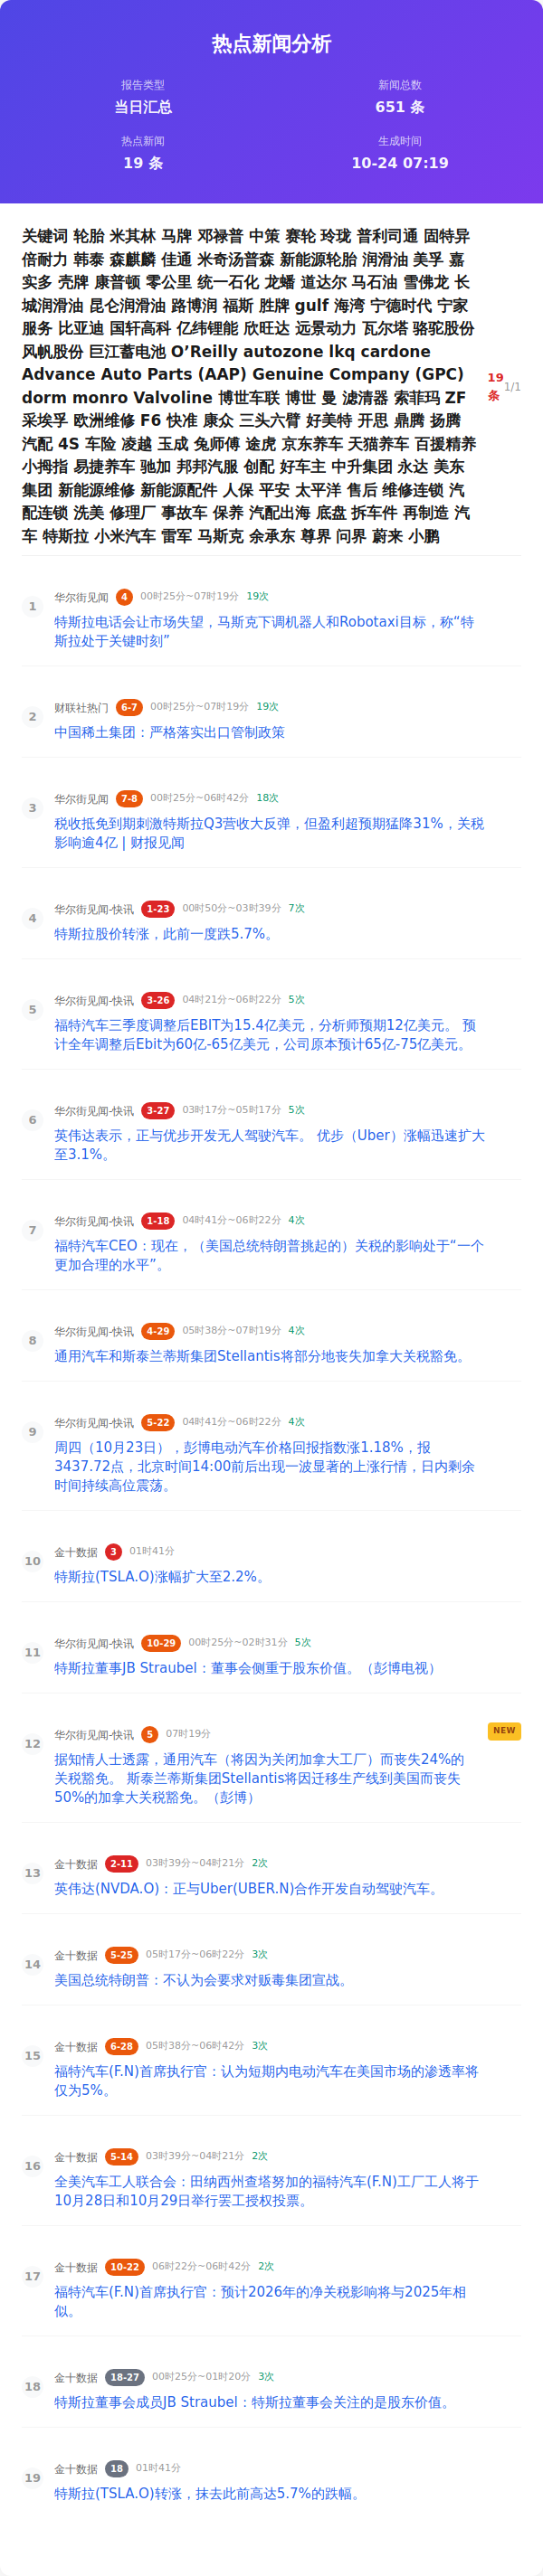 热点新闻分析
报告类型
新闻总数
当日汇总
651 条
热点新闻
生成时间
19 条
10-24 07:19
关键词 轮胎 米其林 马牌 邓禄普 中策 赛轮 玲珑 普利司通 固特异
倍耐力 韩泰 森麒麟 佳通 米奇汤普森 新能源轮胎 润滑油 美孚 嘉
实多 壳牌 康普顿 零公里 统一石化 龙蟠 道达尔 马石油 雪佛龙 长
城润滑油 昆仑润滑油 路博润 福斯 胜牌 gulf 海湾 宁德时代 宁家
服务 比亚迪 国轩高科 亿纬锂能 欣旺达 远景动力 瓦尔塔 骆驼股份
风帆股份 巨江蓄电池 O’Reilly autozone lkq cardone
Advance Auto Parts (AAP) Genuine Company (GPC)
dorm monro Valvoline 博世车联 博世 曼 滤清器 索菲玛 ZF
采埃孚 欧洲维修 F6 快准 康众 三头六臂 好美特 开思 鼎腾 扬腾
汽配 4S 车险 凌越 玉成 兔师傅 途虎 京东养车 天猫养车 百援精养
小拇指 易捷养车 驰加 邦邦汽服 创配 好车主 中升集团 永达 美东
集团 新能源维修 新能源配件 人保 平安 太平洋 售后 维修连锁 汽
配连锁 洗美 修理厂 事故车 保养 汽配出海 底盘 拆车件 再制造 汽
车 特斯拉 小米汽车 雷军 马斯克 余承东 尊界 问界 蔚来 小鹏
19
条
1/1
1
华尔街见闻 4 00时25分~07时19分 19次
特斯拉电话会让市场失望，马斯克下调机器人和Robotaxi目标，称“特
斯拉处于关键时刻”
2
财联社热门 6-7 00时25分~07时19分 19次
中国稀土集团：严格落实出口管制政策
3
华尔街见闻 7-8 00时25分~06时42分 18次
税收抵免到期刺激特斯拉Q3营收大反弹，但盈利超预期猛降31%，关税
影响逾4亿 | 财报见闻
4
华尔街见闻-快讯 1-23 00时50分~03时39分 7次
特斯拉股价转涨，此前一度跌5.7%。
5
华尔街见闻-快讯 3-26 04时21分~06时22分 5次
福特汽车三季度调整后EBIT为15.4亿美元，分析师预期12亿美元。 预
计全年调整后Ebit为60亿-65亿美元，公司原本预计65亿-75亿美元。
6
华尔街见闻-快讯 3-27 03时17分~05时17分 5次
英伟达表示，正与优步开发无人驾驶汽车。 优步（Uber）涨幅迅速扩大
至3.1%。
7
华尔街见闻-快讯 1-18 04时41分~06时22分 4次
福特汽车CEO：现在，（美国总统特朗普挑起的）关税的影响处于“一个
更加合理的水平”。
8
华尔街见闻-快讯 4-29 05时38分~07时19分 4次
通用汽车和斯泰兰蒂斯集团Stellantis将部分地丧失加拿大关税豁免。
9
华尔街见闻-快讯 5-22 04时41分~06时22分 4次
周四（10月23日），彭博电动汽车价格回报指数涨1.18%，报
3437.72点，北京时间14:00前后出现一波显著的上涨行情，日内剩余
时间持续高位震荡。
10
金十数据 3 01时41分
特斯拉(TSLA.O)涨幅扩大至2.2%。
11
华尔街见闻-快讯 10-29 00时25分~02时31分 5次
特斯拉董事JB Straubel：董事会侧重于股东价值。（彭博电视）
12
华尔街见闻-快讯 5 07时19分
NEW
据知情人士透露，通用汽车（将因为关闭加拿大工厂）而丧失24%的
关税豁免。 斯泰兰蒂斯集团Stellantis将因迁移生产线到美国而丧失
50%的加拿大关税豁免。（彭博）
13
金十数据 2-11 03时39分~04时21分 2次
英伟达(NVDA.O)：正与Uber(UBER.N)合作开发自动驾驶汽车。
14
金十数据 5-25 05时17分~06时22分 3次
美国总统特朗普：不认为会要求对贩毒集团宣战。
15
金十数据 6-28 05时38分~06时42分 3次
福特汽车(F.N)首席执行官：认为短期内电动汽车在美国市场的渗透率将
仅为5%。
16
金十数据 5-14 03时39分~04时21分 2次
全美汽车工人联合会：田纳西州查塔努加的福特汽车(F.N)工厂工人将于
10月28日和10月29日举行罢工授权投票。
17
金十数据 10-22 06时22分~06时42分 2次
福特汽车(F.N)首席执行官：预计2026年的净关税影响将与2025年相
似。
18
金十数据 18-27 00时25分~01时20分 3次
特斯拉董事会成员JB Straubel：特斯拉董事会关注的是股东价值。
19
金十数据 18 01时41分
特斯拉(TSLA.O)转涨，抹去此前高达5.7%的跌幅。